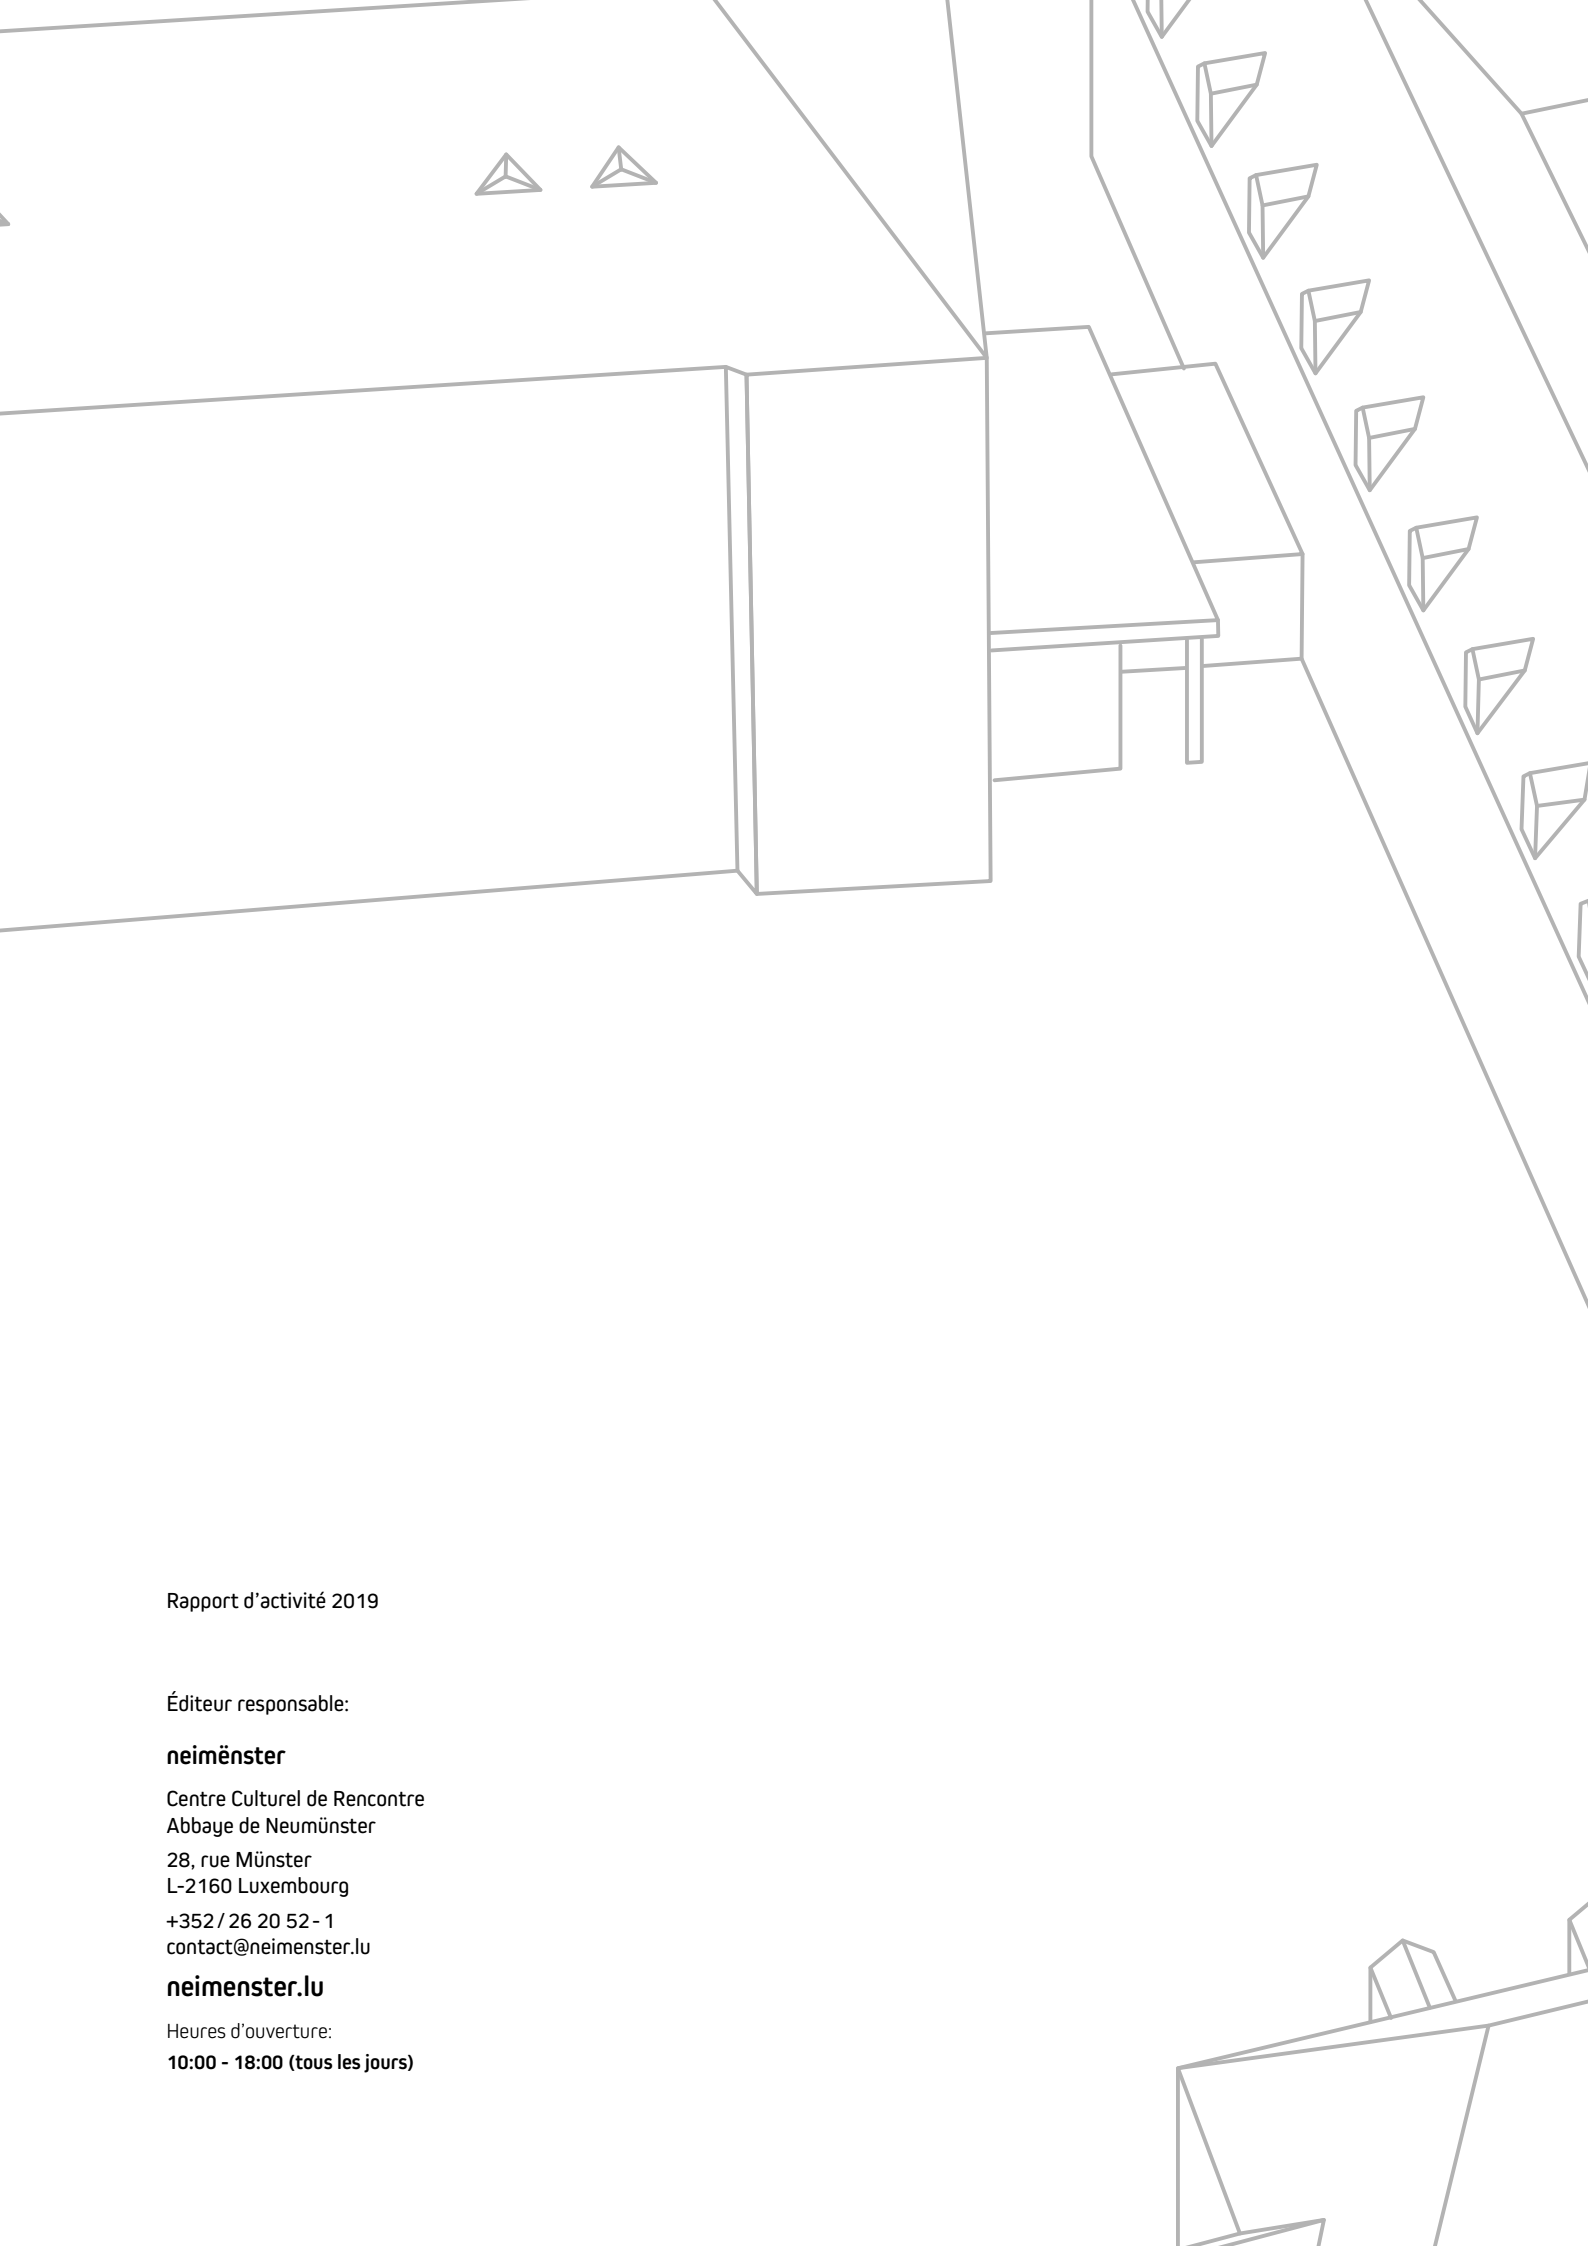 Rapport d’activité 2019
Éditeur responsable:
neimënster
Centre Culturel de Rencontre
Abbaye de Neumünster
28, rue Münster
L-2160 Luxembourg
+352 / 26 20 52 - 1
contact@neimenster.lu
neimenster.lu
Heures d’ouverture:
10:00 - 18:00 (tous les jours)